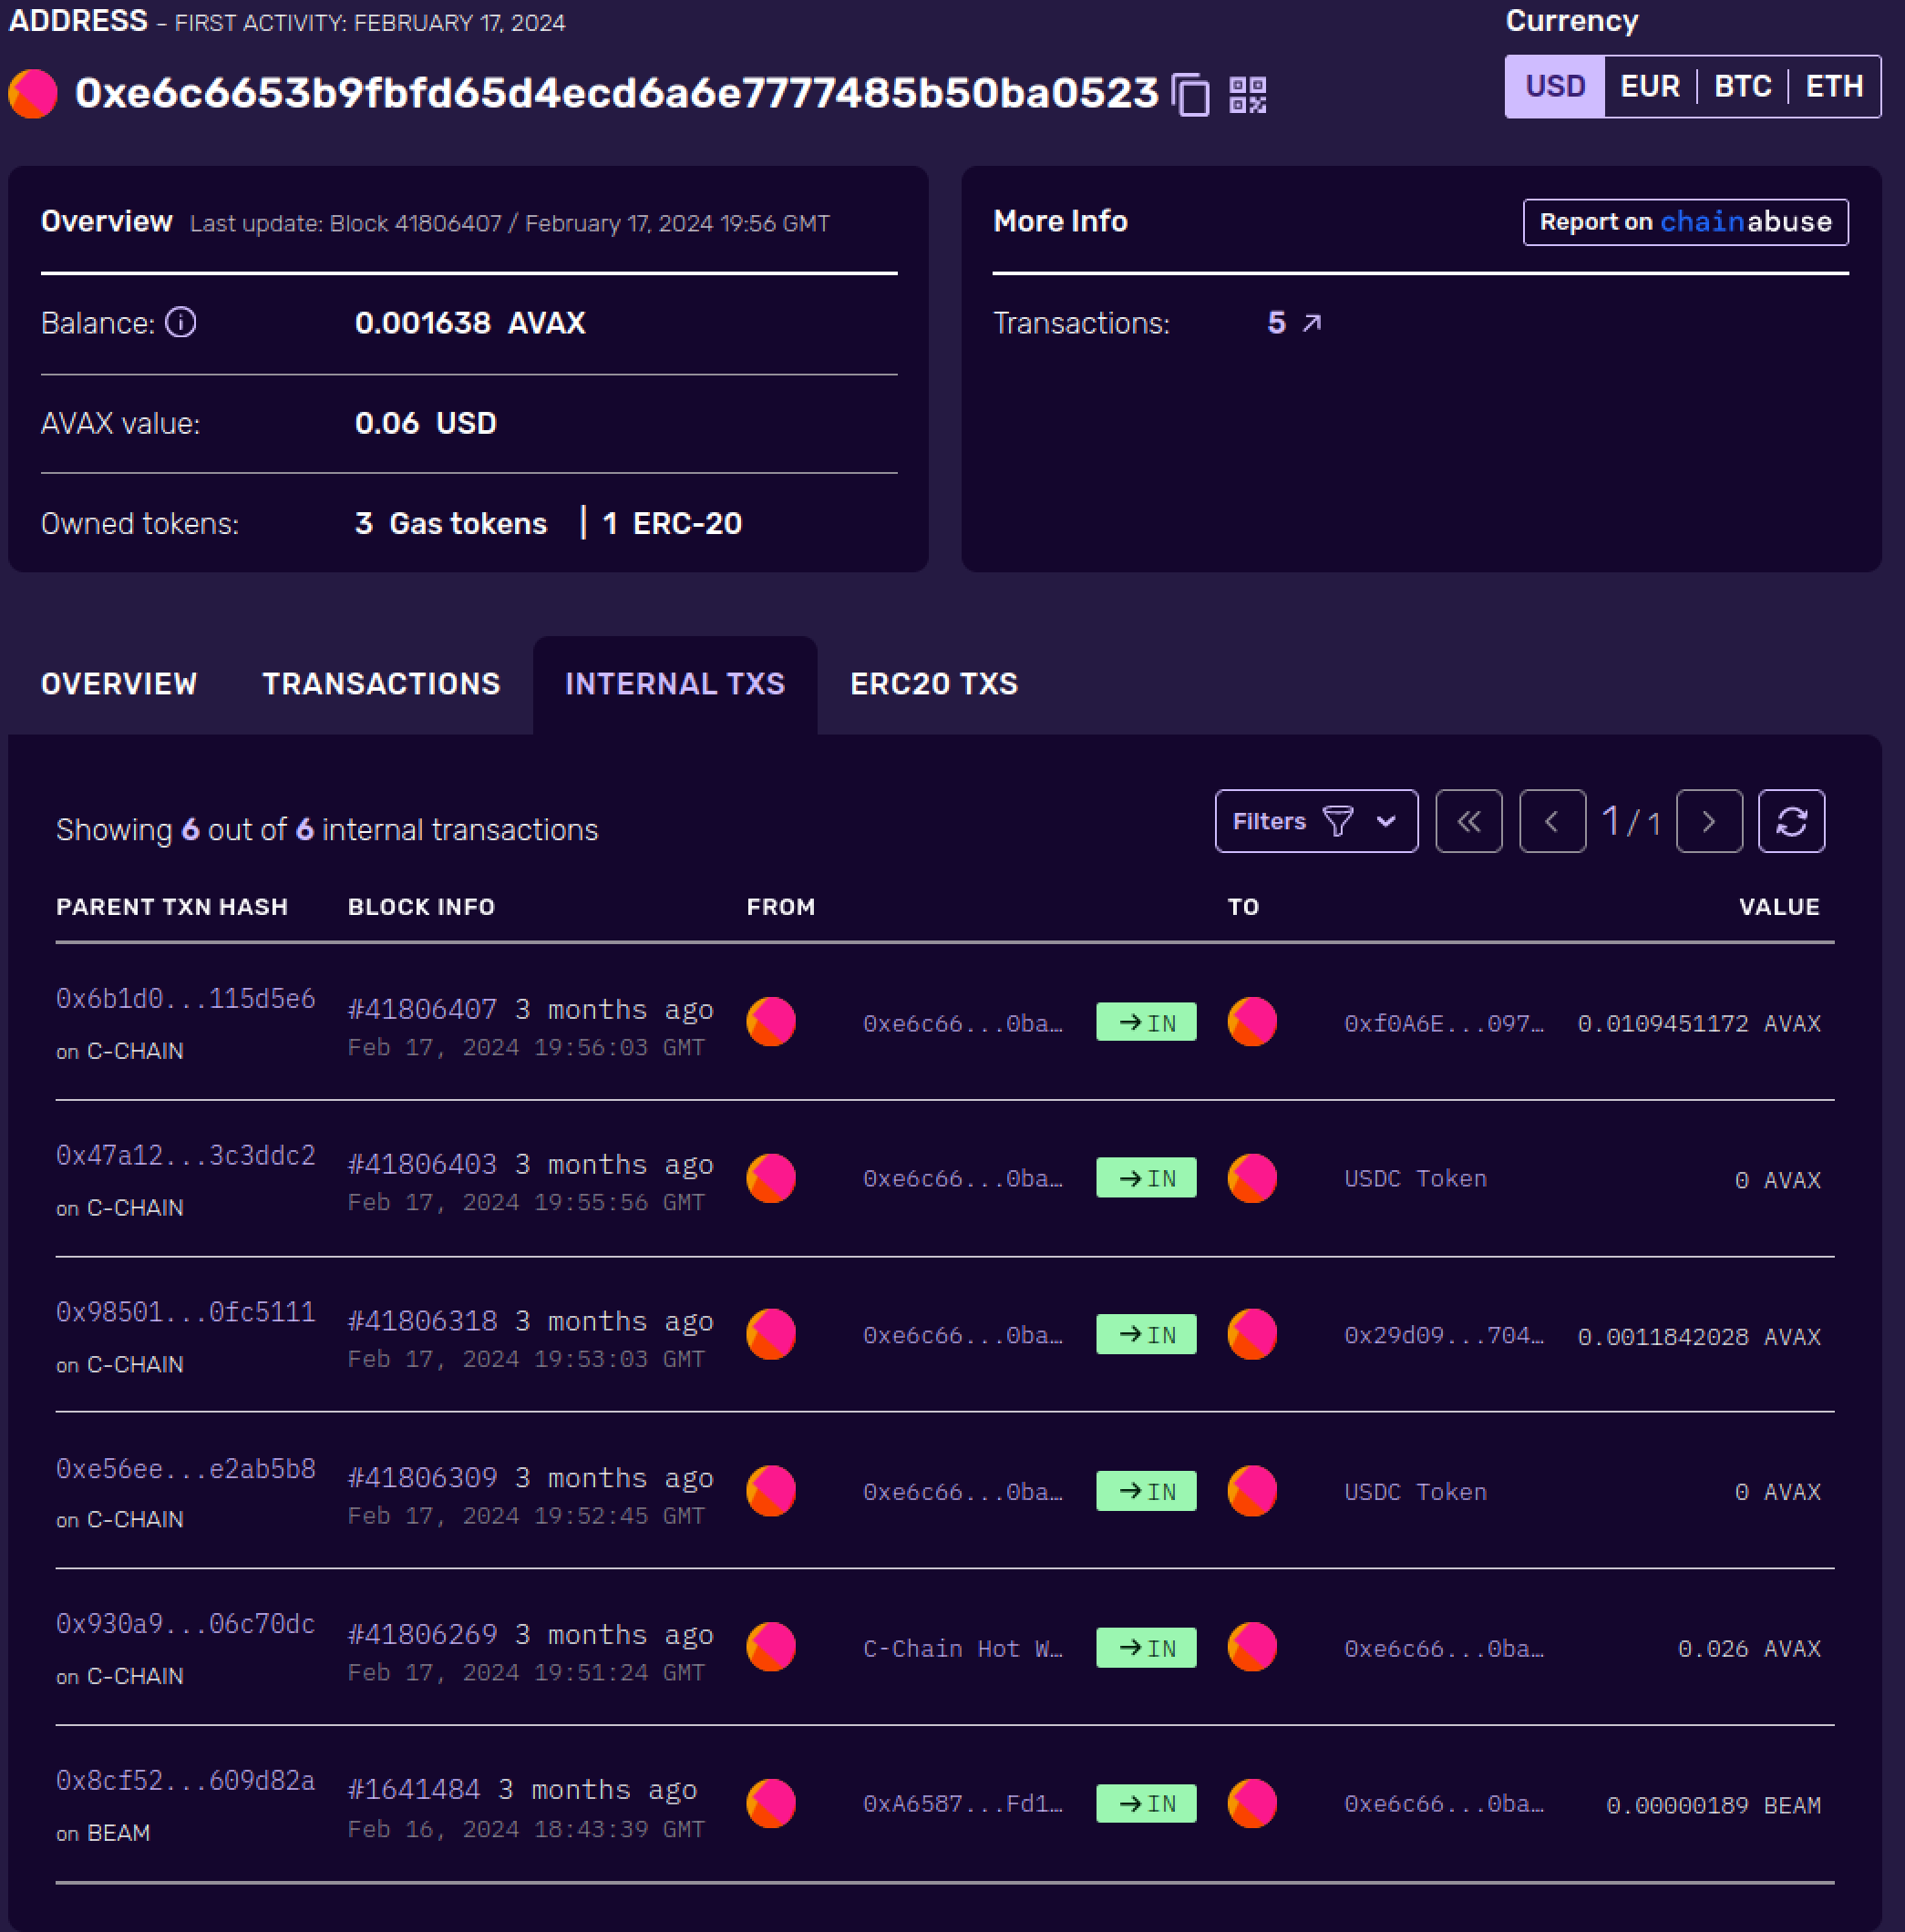 ADDRESS - FIRST ACTIVITY: FEBRUARY 17, 2024
Currency
0xe6c6653b9fbfd65d4ecd6a6e7777485b50ba0523
USD EUR BTC ETH
Overview Last update: Block 41806407 / February 17, 2024 19:56 GMT
More Info
Report on chainabuse
Balance: 0.001638 AVAX
Transactions: 5
AVAX value: 0.06 USD
Owned tokens: 3 Gas tokens | 1 ERC-20
OVERVIEW TRANSACTIONS INTERNAL TXS ERC20 TXS
Showing 6 out of 6 internal transactions
Filters
1 / 1
PARENT TXN HASH BLOCK INFO FROM TO VALUE
0x6b1d0...115d5e6 #41806407 3 months ago 0xe6c66...0ba… IN 0xf0A6E...097… 0.0109451172 AVAX
on C-CHAIN Feb 17, 2024 19:56:03 GMT
0x47a12...3c3ddc2 #41806403 3 months ago 0xe6c66...0ba… IN USDC Token 0 AVAX
on C-CHAIN Feb 17, 2024 19:55:56 GMT
0x98501...0fc5111 #41806318 3 months ago 0xe6c66...0ba… IN 0x29d09...704… 0.0011842028 AVAX
on C-CHAIN Feb 17, 2024 19:53:03 GMT
0xe56ee...e2ab5b8 #41806309 3 months ago 0xe6c66...0ba… IN USDC Token 0 AVAX
on C-CHAIN Feb 17, 2024 19:52:45 GMT
0x930a9...06c70dc #41806269 3 months ago C-Chain Hot W… IN 0xe6c66...0ba… 0.026 AVAX
on C-CHAIN Feb 17, 2024 19:51:24 GMT
0x8cf52...609d82a #1641484 3 months ago 0xA6587...Fd1… IN 0xe6c66...0ba… 0.00000189 BEAM
on BEAM Feb 16, 2024 18:43:39 GMT